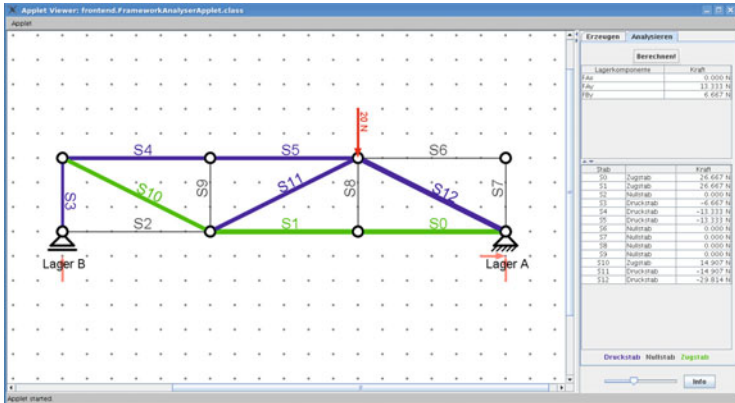 Applet Viewer: frontend.FrameworkAnalyserApplet.class
Applet
Erzeugen Analysieren
Berechnen!
Lagerkomponente Kraft
FAx 0.000 N
FAy 13.333 N
FBy 6.667 N
20 N
S4 S5 S6
S3 S10 S9 S11 S8 S12 S7
S2 S1 S0
Lager B Lager A
Stab Kraft
S0 Zugstab 26.667 N
S1 Zugstab 26.667 N
S2 Nullstab 0.000 N
S3 Druckstab -6.667 N
S4 Druckstab -13.333 N
S5 Druckstab -13.333 N
S6 Nullstab 0.000 N
S7 Nullstab 0.000 N
S8 Nullstab 0.000 N
S9 Nullstab 0.000 N
S10 Zugstab 14.907 N
S11 Druckstab -14.907 N
S12 Druckstab -29.814 N
Druckstab Nullstab Zugstab
Info
Applet started.